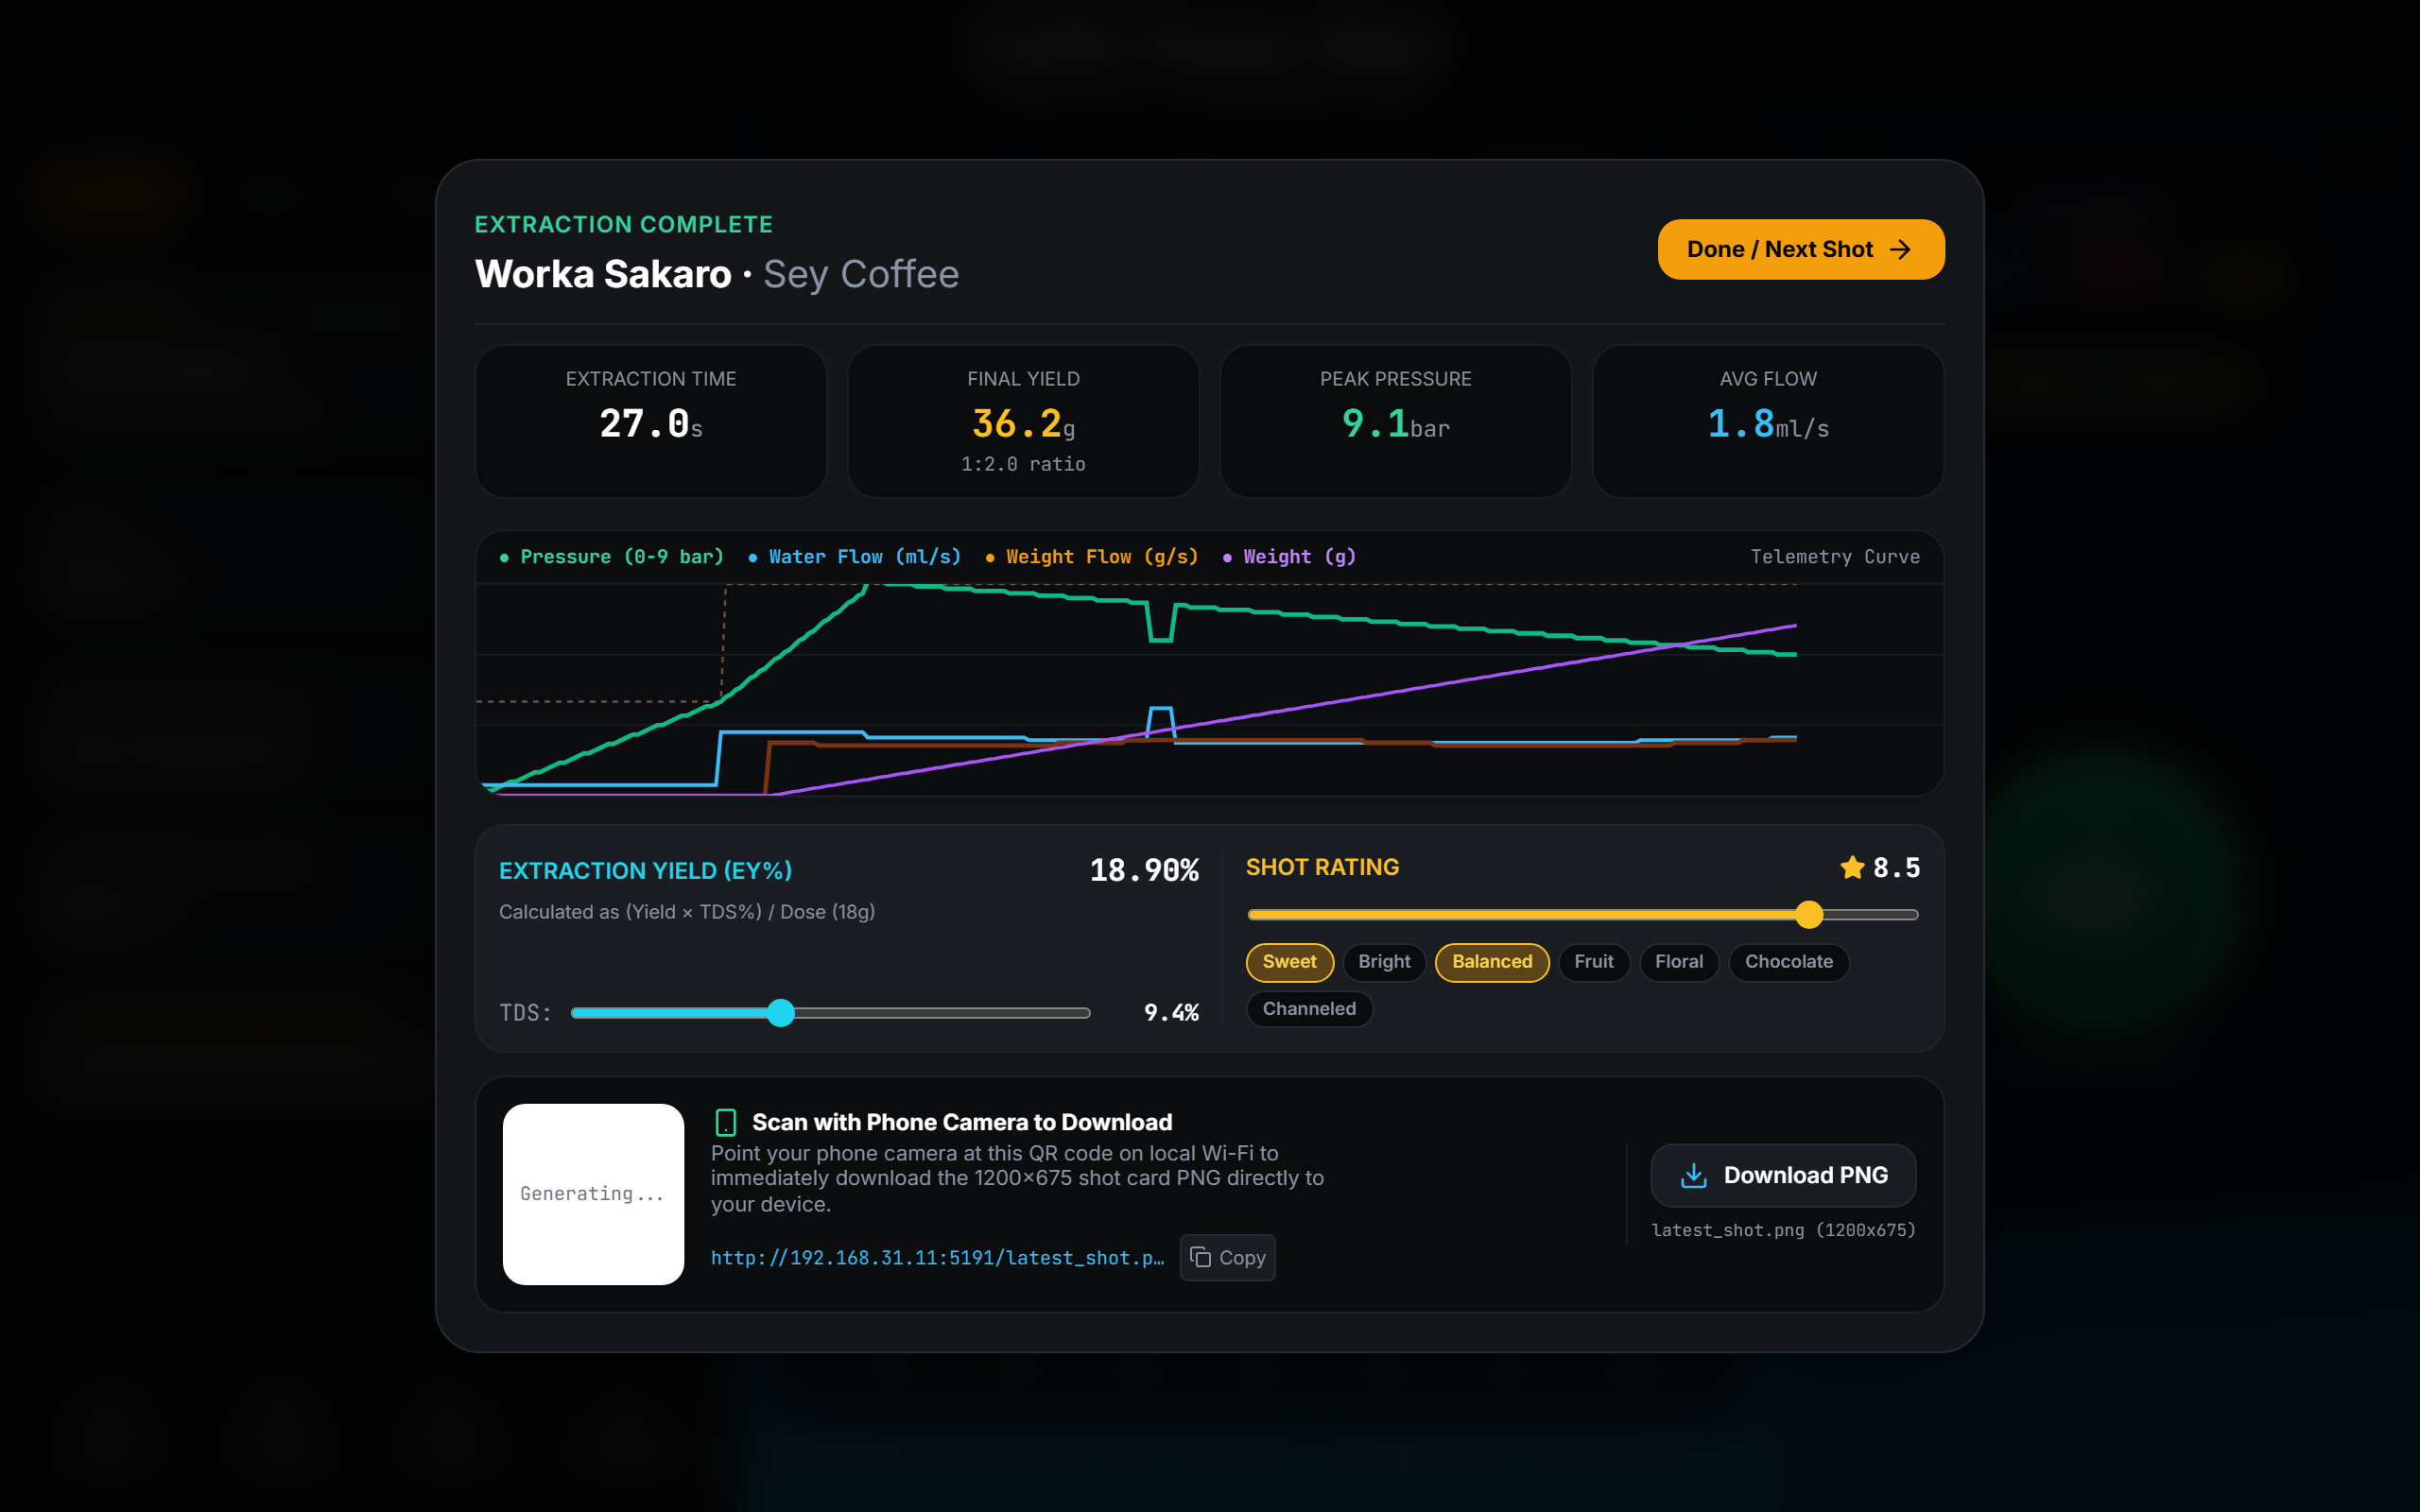 EXTRACTION COMPLETE
Worka Sakaro · Sey Coffee
Done / Next Shot
EXTRACTION TIME
27.0s
FINAL YIELD
36.2g
1:2.0 ratio
PEAK PRESSURE
9.1bar
AVG FLOW
1.8ml/s
Pressure (0-9 bar)
Water Flow (ml/s)
Weight Flow (g/s)
Weight (g)
Telemetry Curve
EXTRACTION YIELD (EY%)
18.90%
Calculated as (Yield × TDS%) / Dose (18g)
TDS:
9.4%
SHOT RATING
8.5
Sweet
Bright
Balanced
Fruit
Floral
Chocolate
Channeled
Generating...
Scan with Phone Camera to Download
Point your phone camera at this QR code on local Wi-Fi to
immediately download the 1200×675 shot card PNG directly to
your device.
http://192.168.31.11:5191/latest_shot.p…
Copy
Download PNG
latest_shot.png (1200x675)